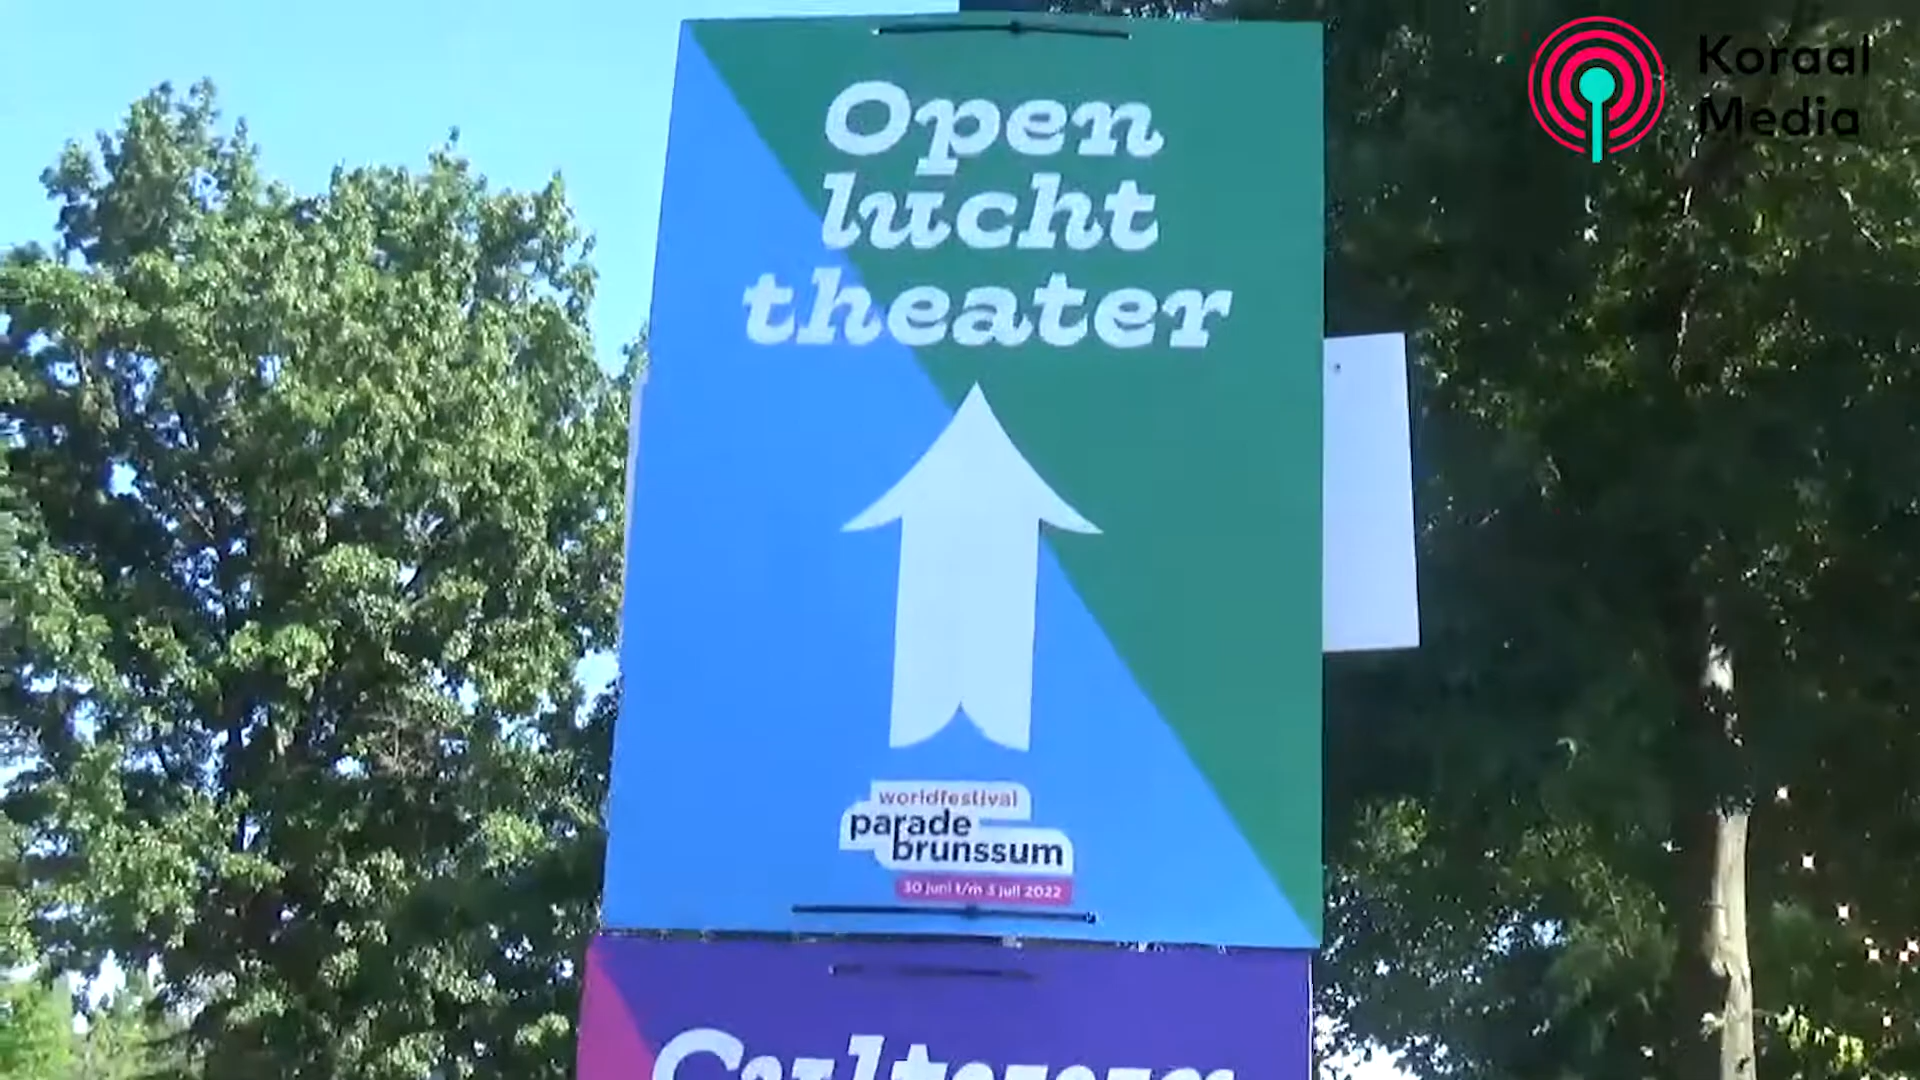 Koraal
Media
Open
lucht
theater
worldfestival
parade
brunssum
30 juni t/m 3 juli 2022